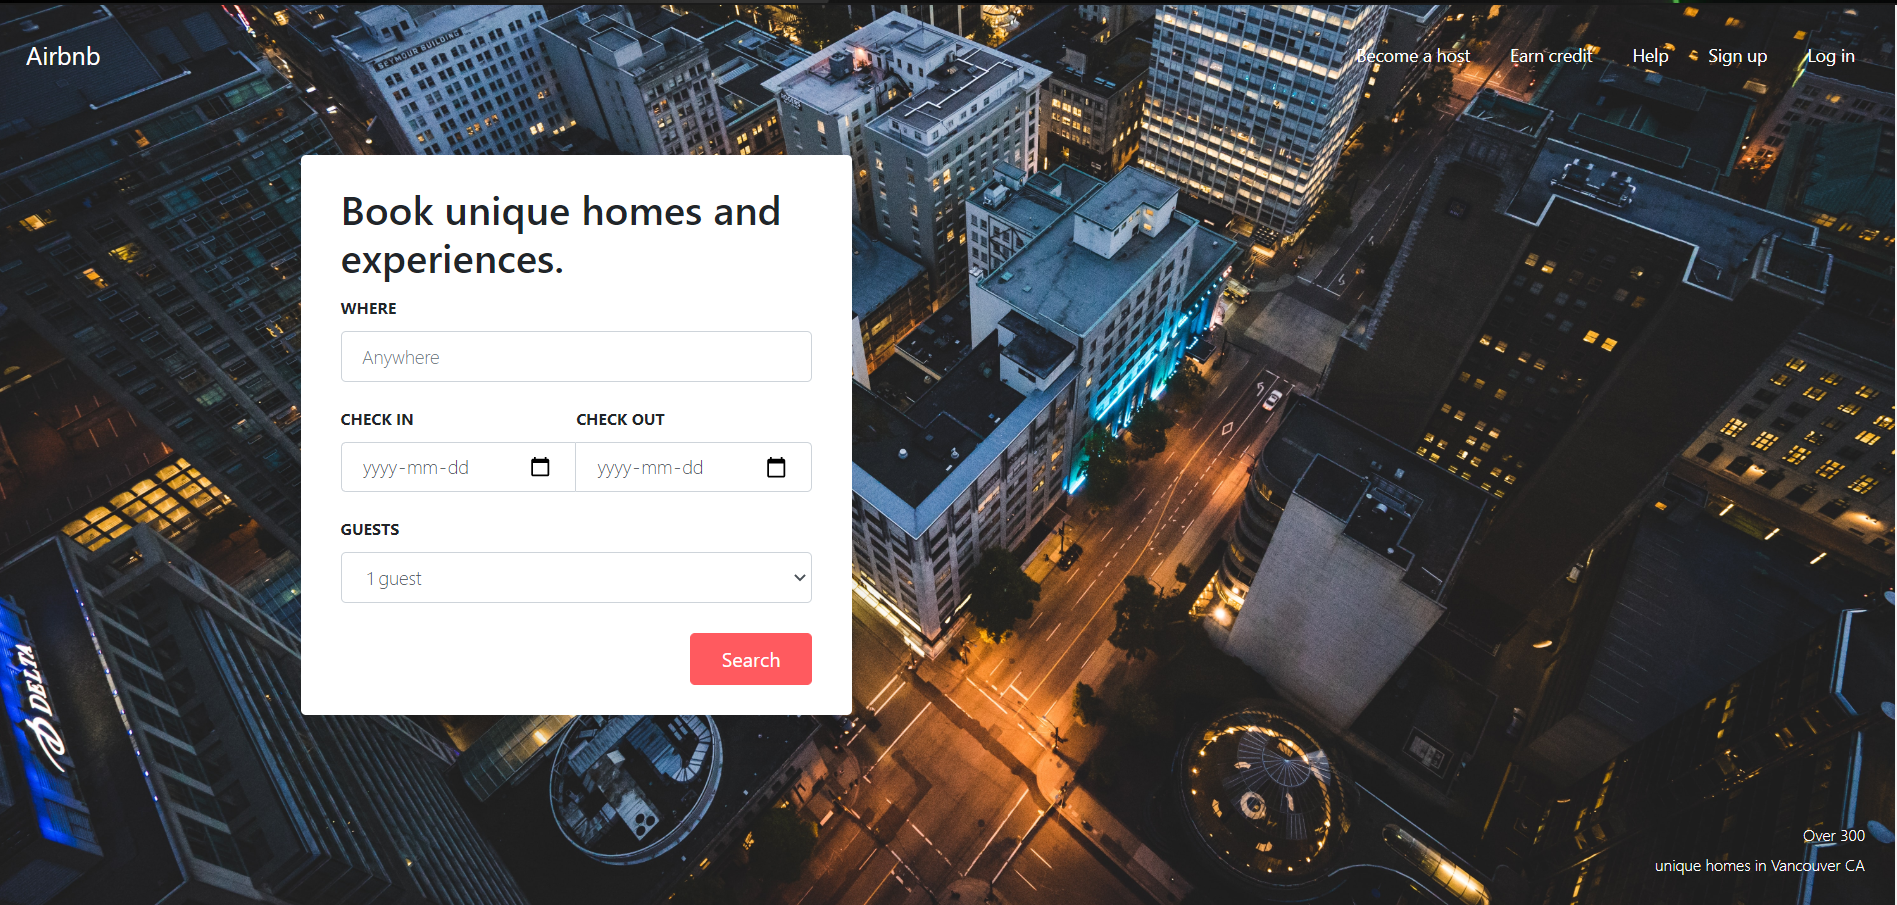 Airbnb
Become a host
Earn credit
Help
Sign up
Log in
SEYMOUR BUILDING
Book unique homes and
experiences.
WHERE
Anywhere
CHECK IN
CHECK OUT
yyyy-mm-dd
yyyy-mm-dd
GUESTS
1 guest
Search
DELTA
Over 300
unique homes in Vancouver CA